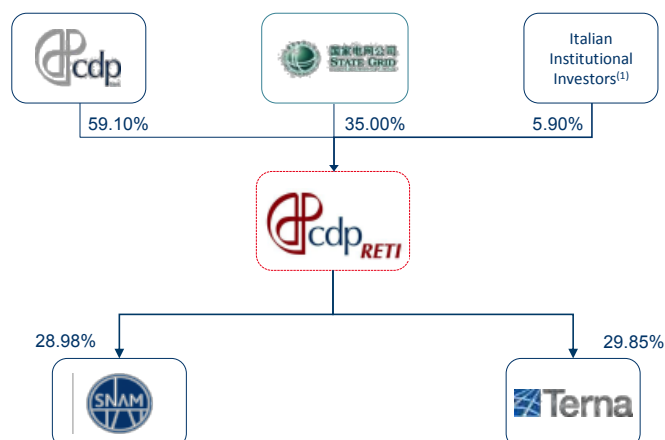 cdp
国家电网公司
STATE GRID
Italian
Institutional
Investors(1)
59.10%
35.00%
5.90%
cdp RETI
28.98%
29.85%
SNAM
Terna